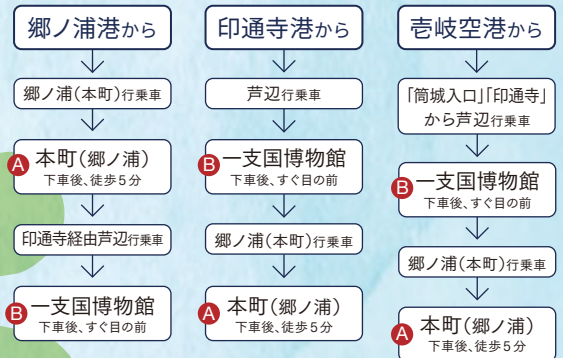 郷ノ浦港から
郷ノ浦(本町)行乗車
A
本町(郷ノ浦)
下車後、徒歩5分
印通寺経由芦辺行乗車
B
一支国博物館
下車後、すぐ目の前
印通寺港から
芦辺行乗車
B
一支国博物館
下車後、すぐ目の前
郷ノ浦(本町)行乗車
A
本町(郷ノ浦)
下車後、徒歩5分
壱岐空港から
「筒城入口」「印通寺」
から芦辺行乗車
B
一支国博物館
下車後、すぐ目の前
郷ノ浦(本町)行乗車
A
本町(郷ノ浦)
下車後、徒歩5分